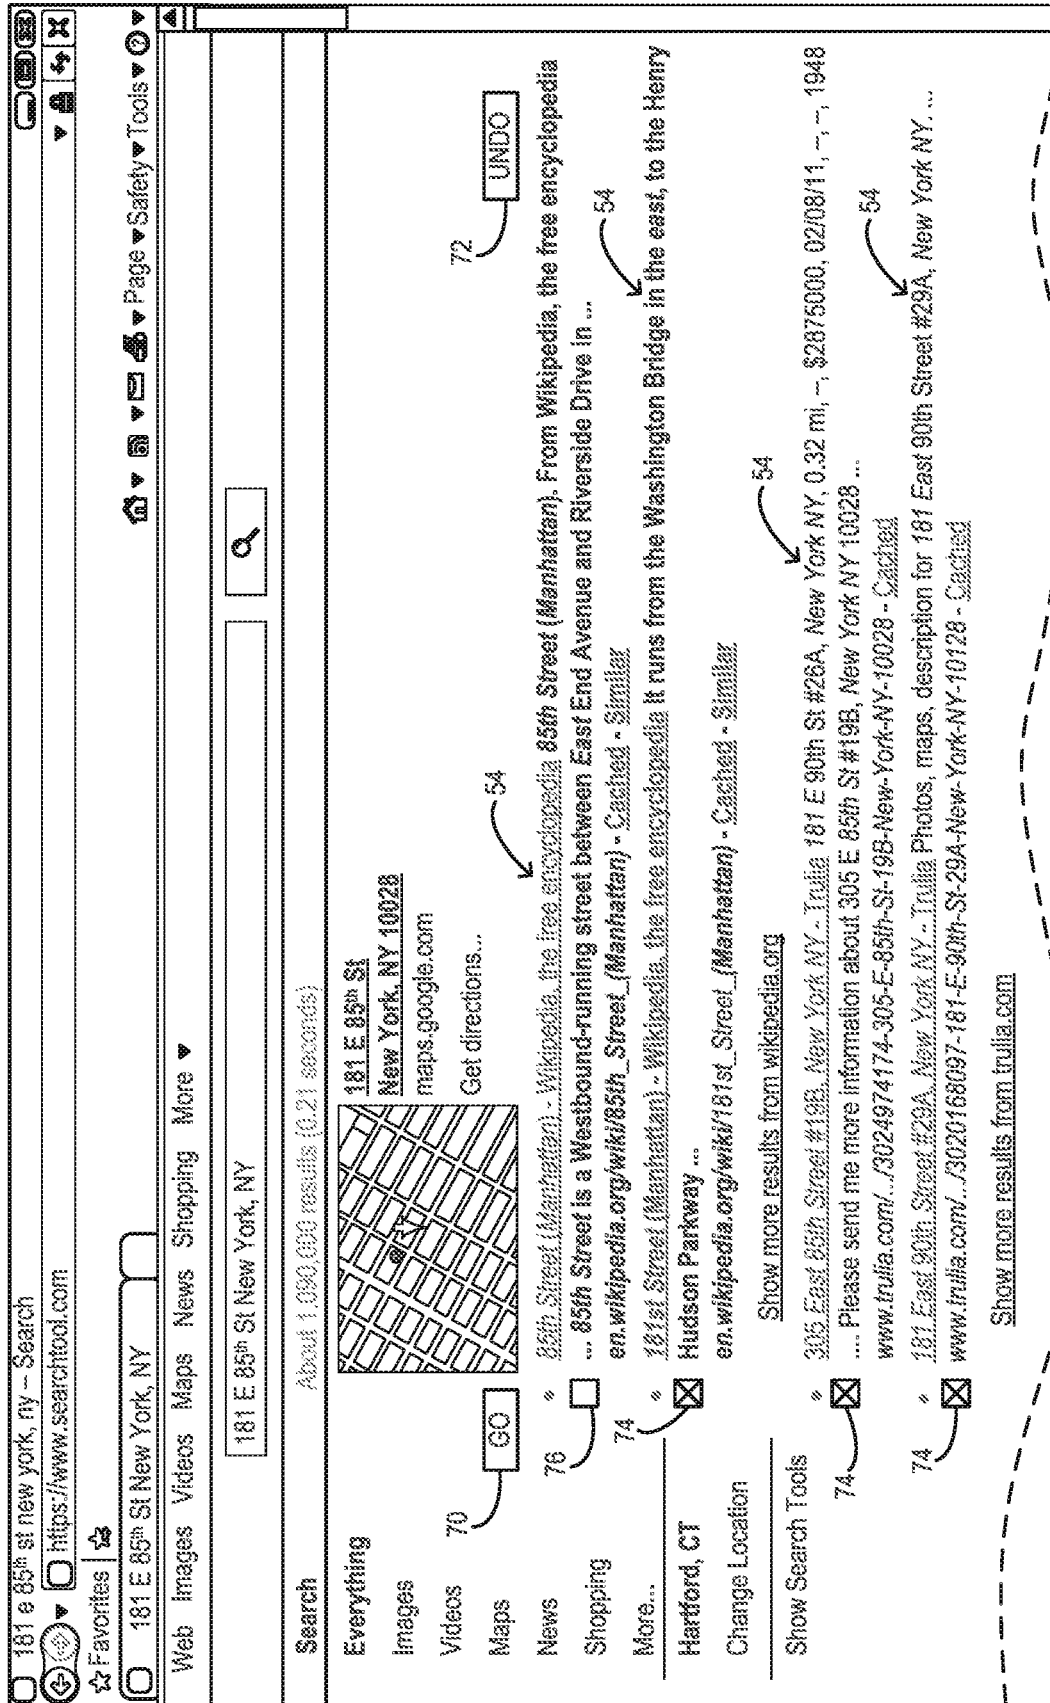 181 e 85th st new york, ny – Search
https://www.searchtool.com
Favorites
181 E 85th St New York, NY
Page Safety Tools ?
Web Images Videos Maps News Shopping More
181 E 85th St New York, NY
Search
About 1,090,000 results (0.21 seconds)
Everything
Images
Videos
Maps
News
Shopping
More...
Hartford, CT
Change Location
Show Search Tools
181 E 85th St
New York, NY 10028
maps.google.com
Get directions...
70
GO
72
UNDO
54
85th Street (Manhattan) - Wikipedia, the free encyclopedia 85th Street (Manhattan). From Wikipedia, the free encyclopedia
... 85th Street is a Westbound-running street between East End Avenue and Riverside Drive in ...
en.wikipedia.org/wiki/85th_Street_(Manhattan) - Cached - Similar
76
54
181st Street (Manhattan) - Wikipedia, the free encyclopedia It runs from the Washington Bridge in the east, to the Henry
Hudson Parkway ...
en.wikipedia.org/wiki/181st_Street_(Manhattan) - Cached - Similar
74
Show more results from wikipedia.org
54
305 East 85th Street #19B, New York NY - Trulia 181 E 90th St #26A, New York NY, 0.32 mi, –, $2875000, 02/08/11, –, –, 1948
... Please send me more information about 305 E 85th St #19B, New York NY 10028 ...
www.trulia.com/.../3024974174-305-E-85th-St-19B-New-York-NY-10028 - Cached
74
54
181 East 90th Street #29A, New York NY - Trulia Photos, maps, description for 181 East 90th Street #29A, New York NY. ...
www.trulia.com/.../3020168097-181-E-90th-St-29A-New-York-NY-10128 - Cached
74
Show more results from trulia.com